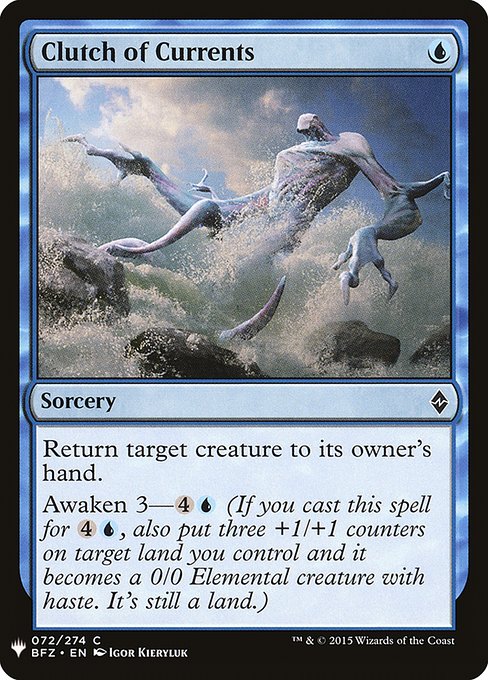 Clutch of Currents
Sorcery
Return target creature to its owner's
hand.
Awaken 3—4 (If you cast this spell
for 4, also put three +1/+1 counters
on target land you control and it
becomes a 0/0 Elemental creature with
haste. It's still a land.)
072/274 C
BFZ • EN Igor Kieryluk
™ & © 2015 Wizards of the Coast